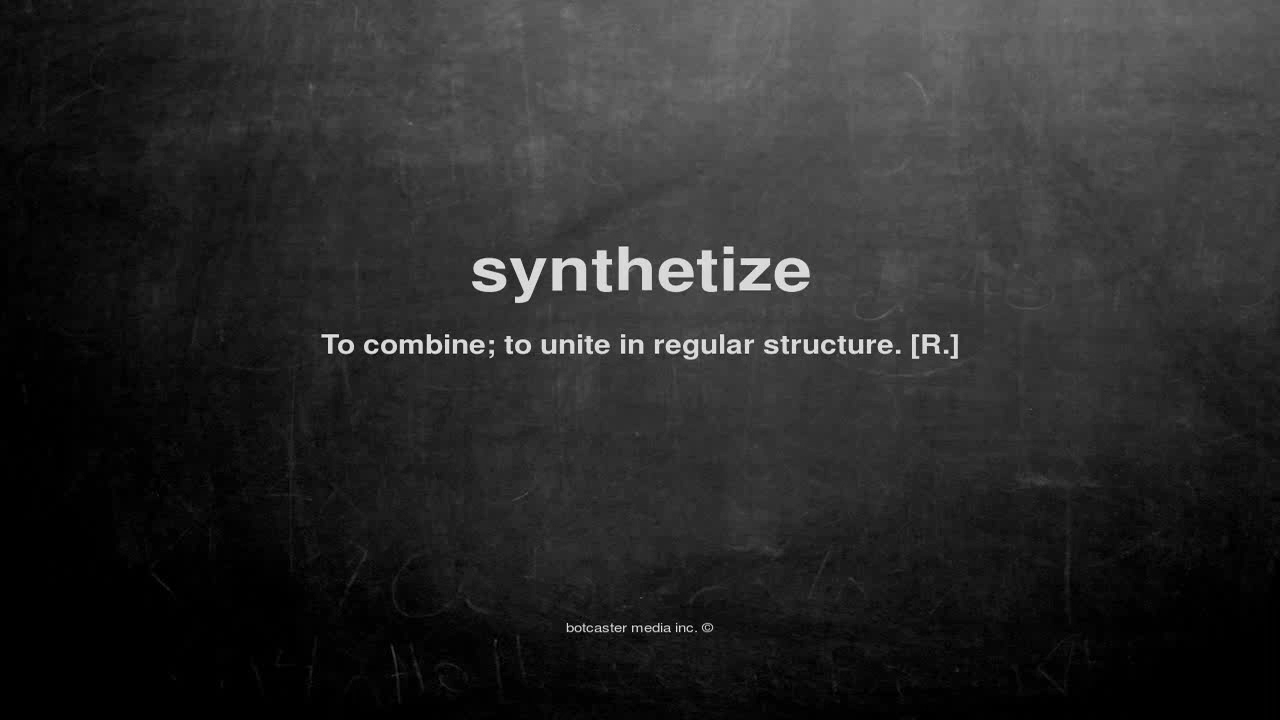 synthetize
To combine; to unite in regular structure. [R.]
botcaster media inc. ©